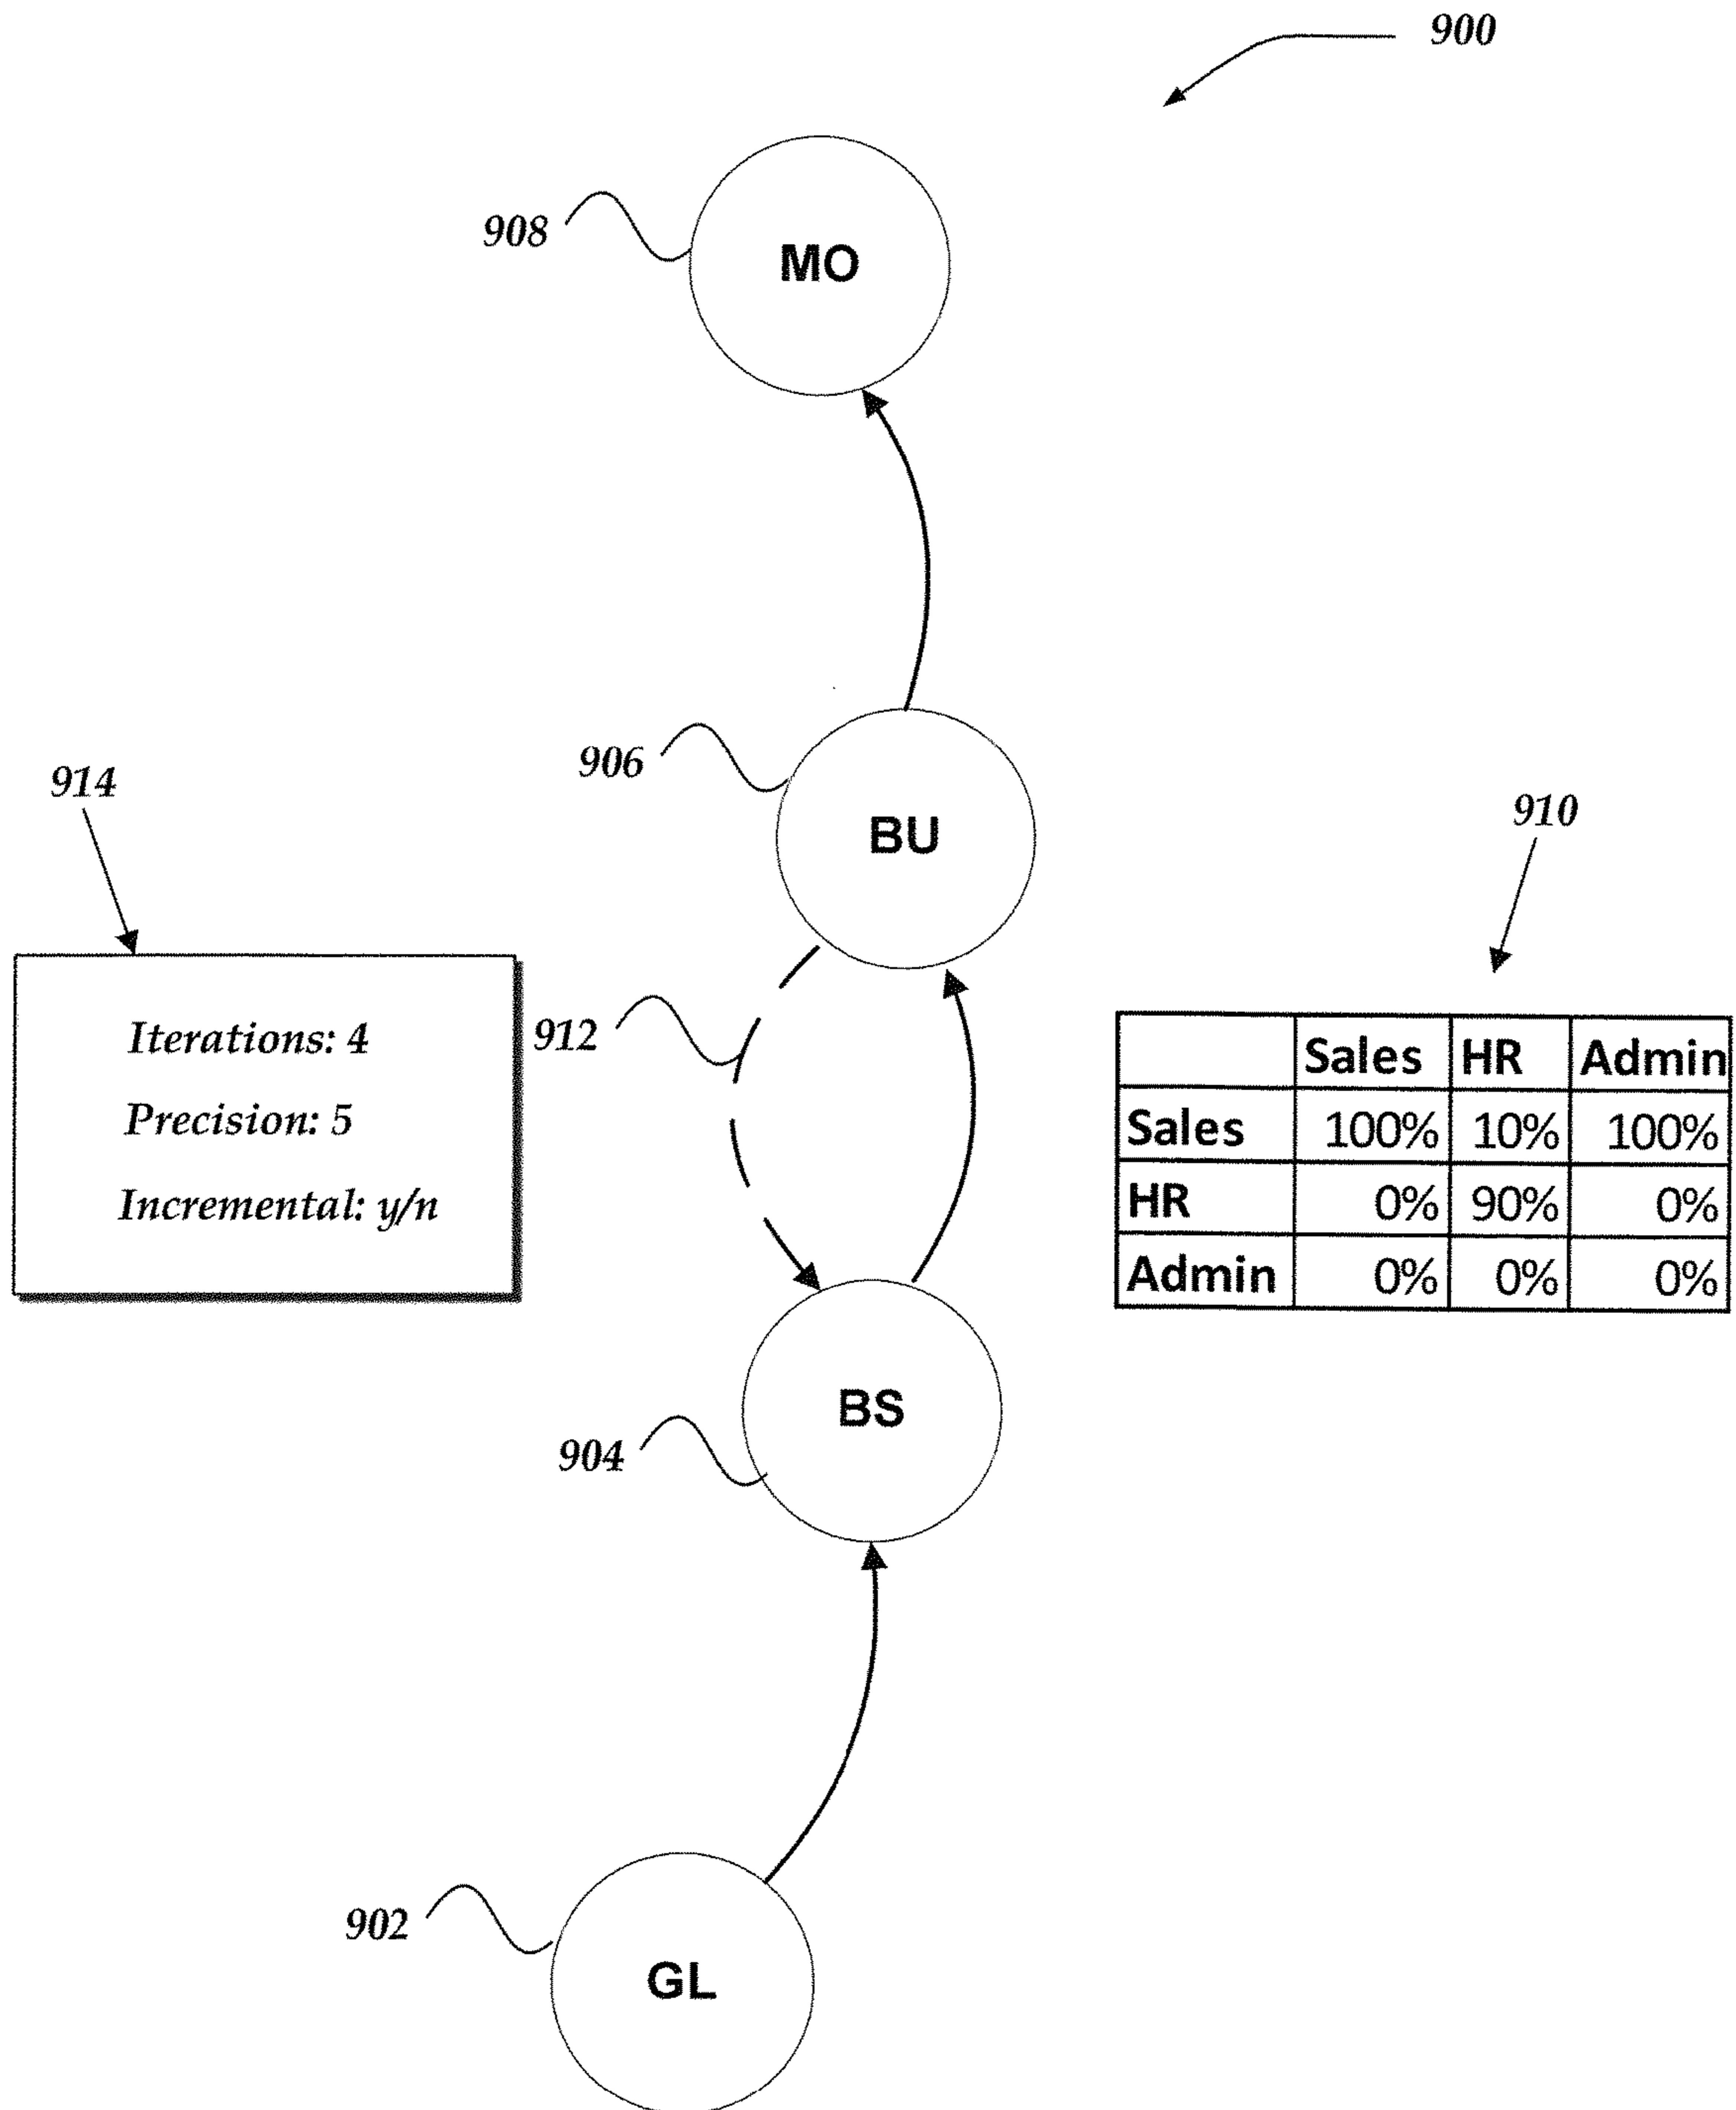 900
908
MO
906
BU
914
910
Iterations: 4
Precision: 5
Incremental: y/n
912
Sales HR Admin
Sales 100% 10% 100%
HR 0% 90% 0%
Admin 0% 0% 0%
BS
904
902
GL